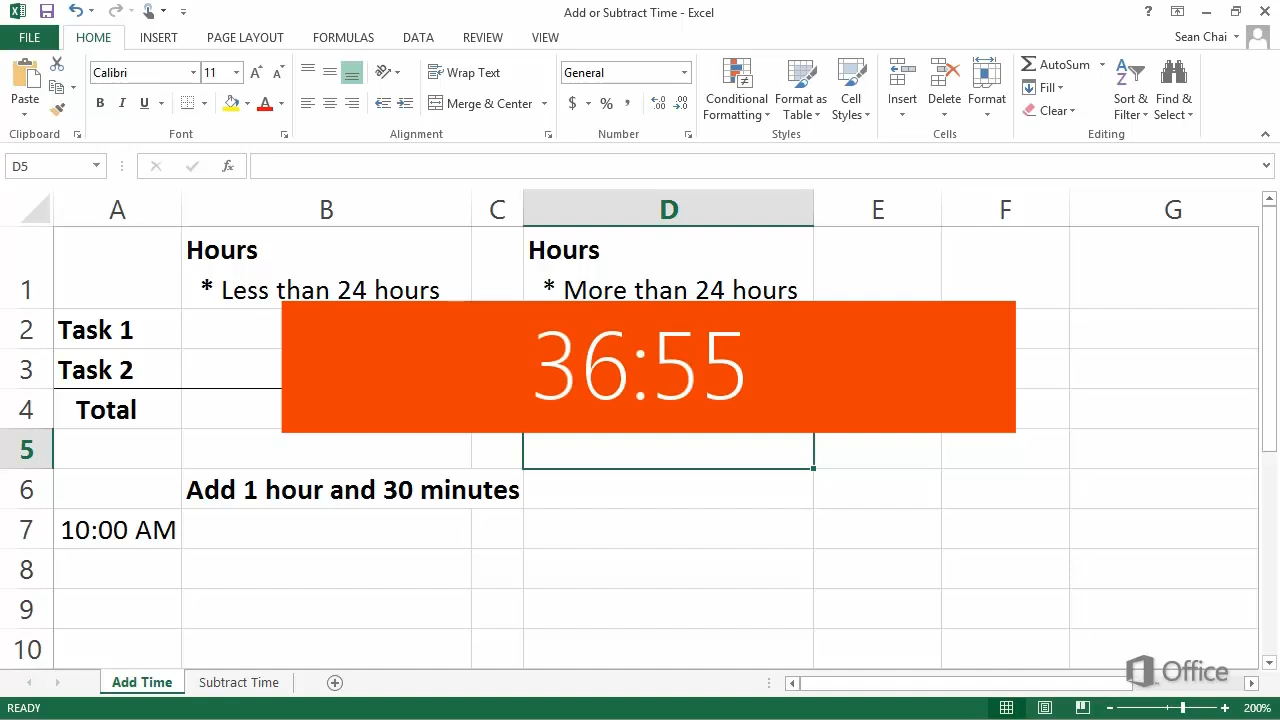 Add or Subtract Time - Excel
?
FILE HOME INSERT PAGE LAYOUT FORMULAS DATA REVIEW VIEW
Sean Chai
Paste
Calibri 11
A A
Wrap Text
General
Conditional Formatting
Format as Table
Cell Styles
Insert Delete Format
AutoSum
Fill
Clear
Sort & Filter
Find & Select
B I U A
Merge & Center
$ % ,
Clipboard Font Alignment Number Styles Cells Editing
D5
fx
A B C D E F G
Hours Hours
1 * Less than 24 hours * More than 24 hours
2 Task 1
3 Task 2
36:55
4 Total
5
6 Add 1 hour and 30 minutes
7 10:00 AM
8
9
10
Office
Add Time Subtract Time
READY
200%